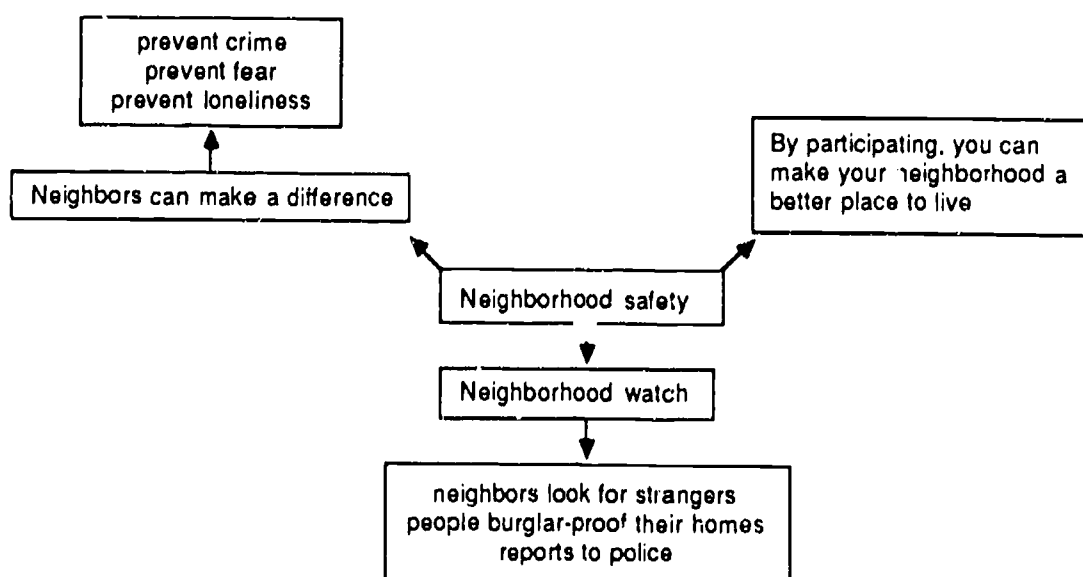 prevent crime
prevent fear
prevent loneliness
Neighbors can make a difference
By participating, you can
make your neighborhood a
better place to live
Neighborhood safety
Neighborhood watch
neighbors look for strangers
people burglar-proof their homes
reports to police